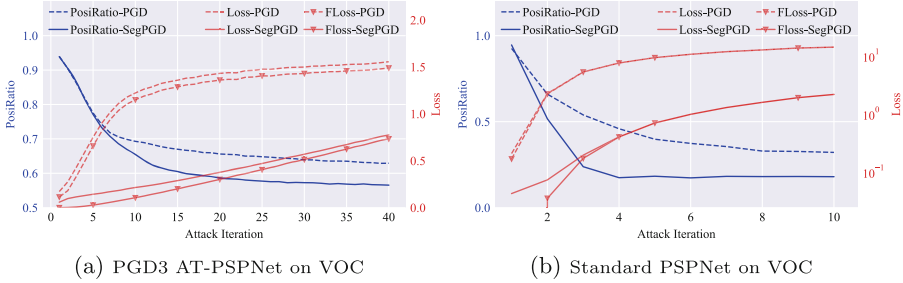 PosiRatio-PGD Loss-PGD FLoss-PGD
PosiRatio-SegPGD Loss-SegPGD Floss-SegPGD
1.0
0.9
0.8
0.7
0.6
0.5
PosiRatio
2.0
1.5
1.0
0.5
0.0
Loss
0 5 10 15 20 25 30 35 40
Attack Iteration
(a) PGD3 AT-PSPNet on VOC
PosiRatio-PGD Loss-PGD FLoss-PGD
PosiRatio-SegPGD Loss-SegPGD Floss-SegPGD
1.0
0.5
0.0
PosiRatio
10¹
10⁰
10⁻¹
Loss
2 4 6 8 10
Attack Iteration
(b) Standard PSPNet on VOC